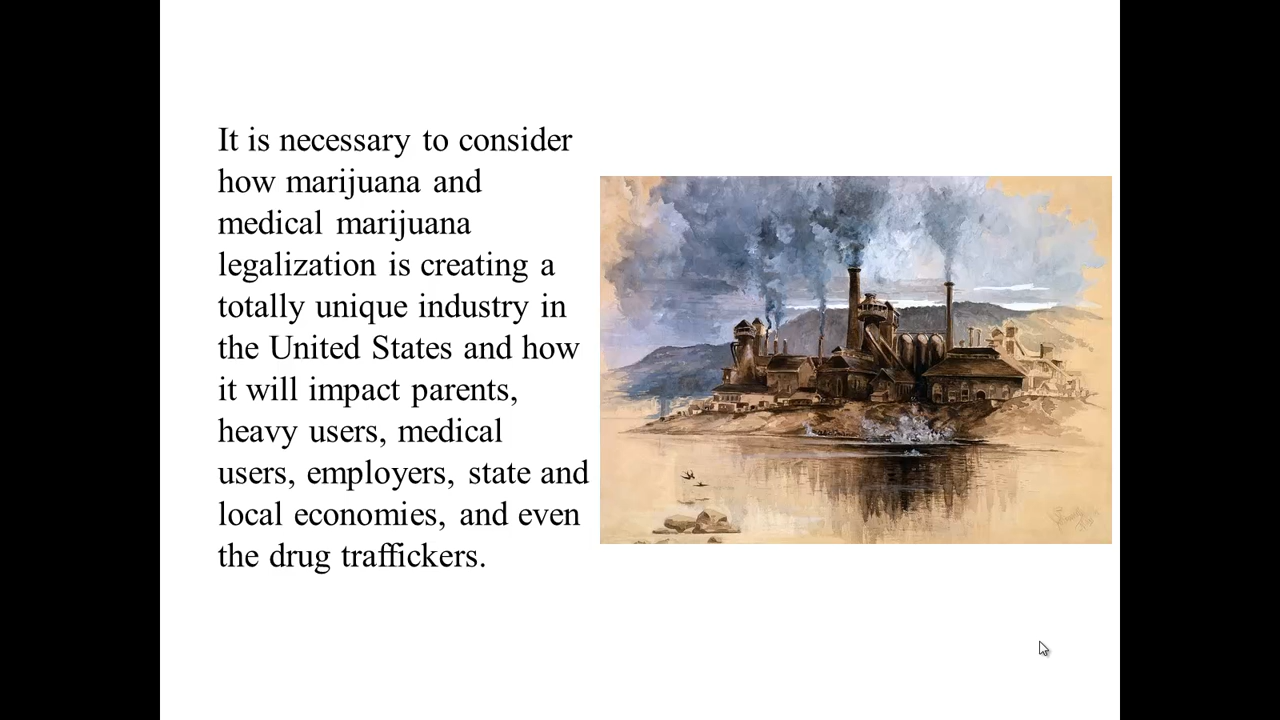 It is necessary to consider
how marijuana and
medical marijuana
legalization is creating a
totally unique industry in
the United States and how
it will impact parents,
heavy users, medical
users, employers, state and
local economies, and even
the drug traffickers.